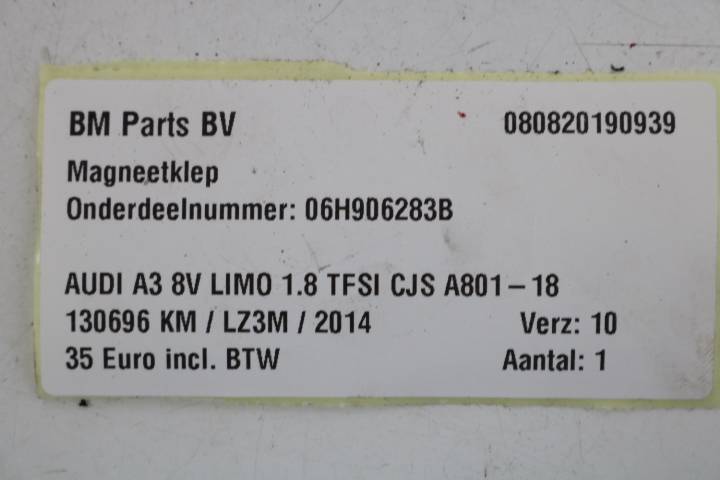 BM Parts BV 080820190939
Magneetklep
Onderdeelnummer: 06H906283B
AUDI A3 8V LIMO 1.8 TFSI CJS A801-18
130696 KM / LZ3M / 2014 Verz: 10
35 Euro incl. BTW Aantal: 1